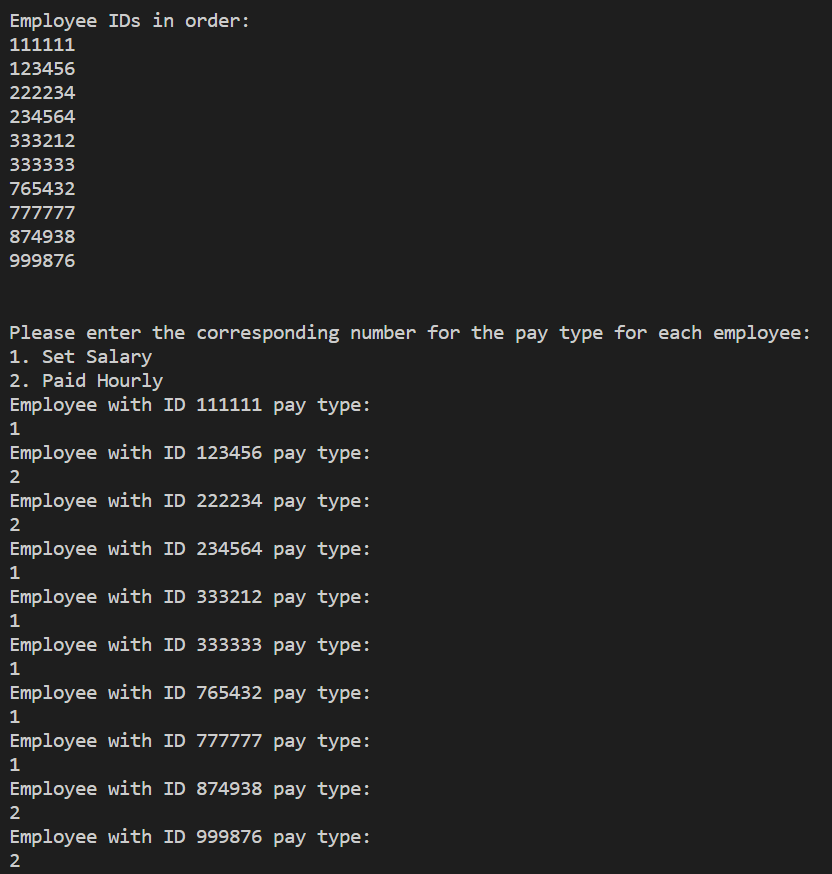 Employee IDs in order:
111111
123456
222234
234564
333212
333333
765432
777777
874938
999876
Please enter the corresponding number for the pay type for each employee:
1. Set Salary
2. Paid Hourly
Employee with ID 111111 pay type:
1
Employee with ID 123456 pay type:
2
Employee with ID 222234 pay type:
2
Employee with ID 234564 pay type:
1
Employee with ID 333212 pay type:
1
Employee with ID 333333 pay type:
1
Employee with ID 765432 pay type:
1
Employee with ID 777777 pay type:
1
Employee with ID 874938 pay type:
2
Employee with ID 999876 pay type:
2